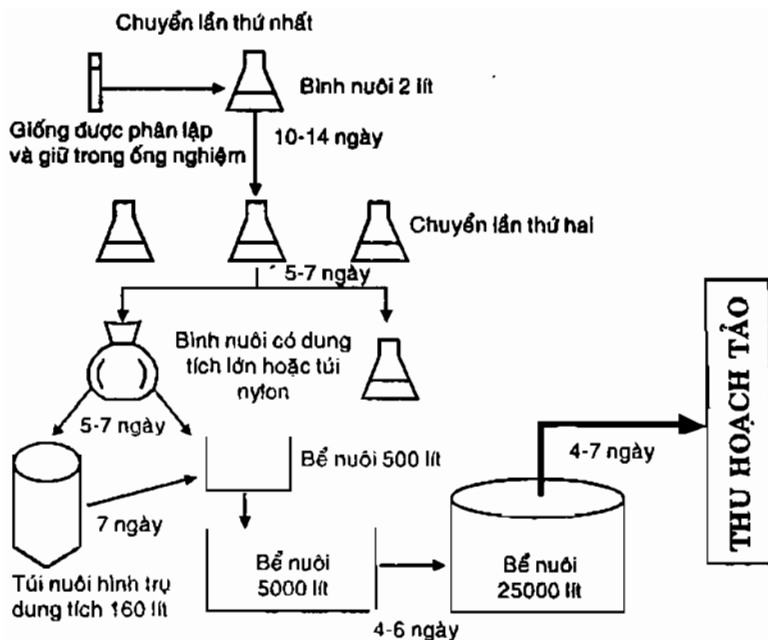 Chuyển lần thứ nhất
Bình nuôi 2 lít
Giống được phân lập
và giữ trong ống nghiệm
10-14 ngày
Chuyển lần thứ hai
5-7 ngày
Bình nuôi có dung
tích lớn hoặc túi
nylon
5-7 ngày
Bể nuôi 500 lít
7 ngày
Túi nuôi hình trụ
dung tích 160 lít
Bể nuôi
5000 lít
4-6 ngày
Bể nuôi
25000 lít
4-7 ngày
THU HOẠCH TẢO